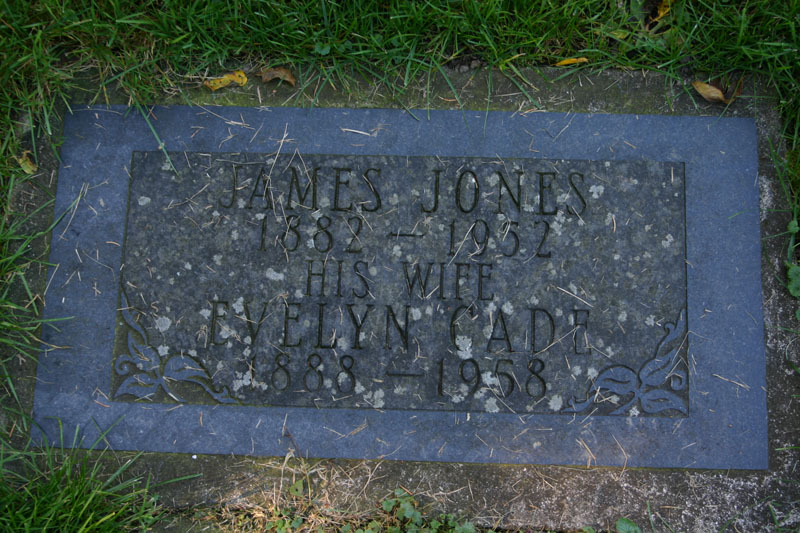 JAMES JONES
1882 — 1952
HIS WIFE
EVELYN CADE
1888 — 1958